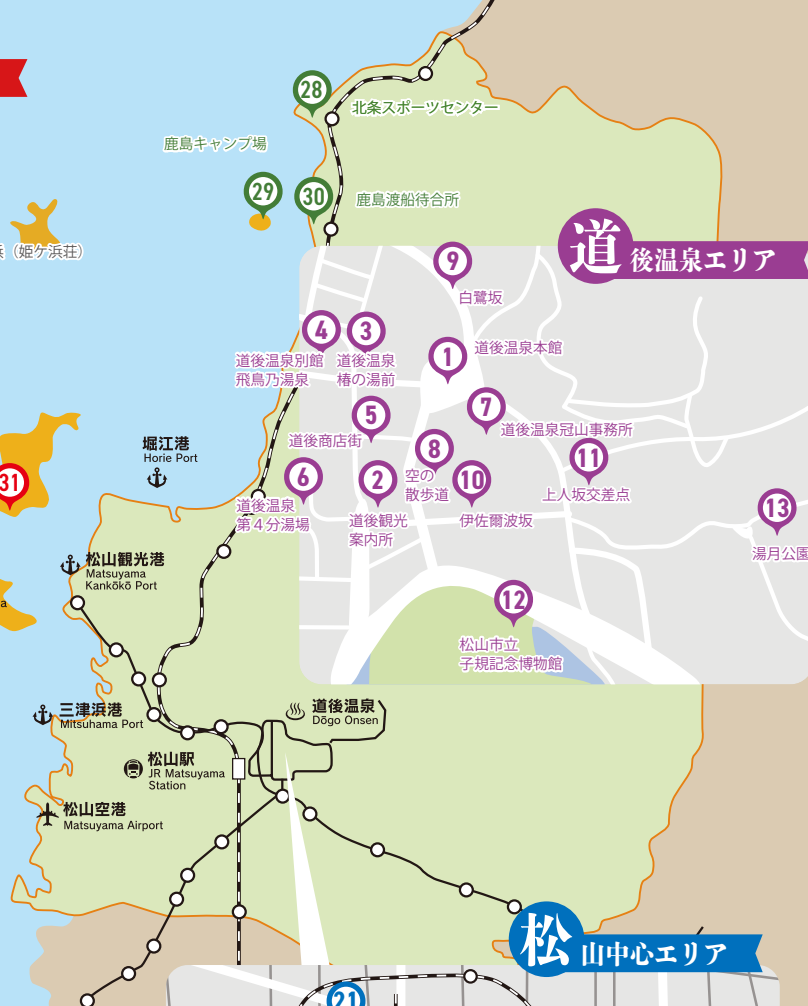 28
北条スポーツセンター
鹿島キャンプ場
29
30
鹿島渡船待合所
(姫ケ浜荘)
道後温泉エリア
9
白鷺坂
4
道後温泉別館
飛鳥乃湯泉
3
道後温泉
椿の湯前
1
道後温泉本館
5
道後商店街
7
道後温泉冠山事務所
8
空の
散歩道
11
上人坂交差点
6
道後温泉
第4分湯場
2
道後観光
案内所
10
伊佐爾波坂
13
湯月公園
12
松山市立
子規記念博物館
31
堀江港
Horie Port
松山観光港
Matsuyama
Kankōkō Port
a
三津浜港
Mitsuhama Port
道後温泉
Dōgo Onsen
松山駅
JR Matsuyama
Station
松山空港
Matsuyama Airport
松山中心エリア
21